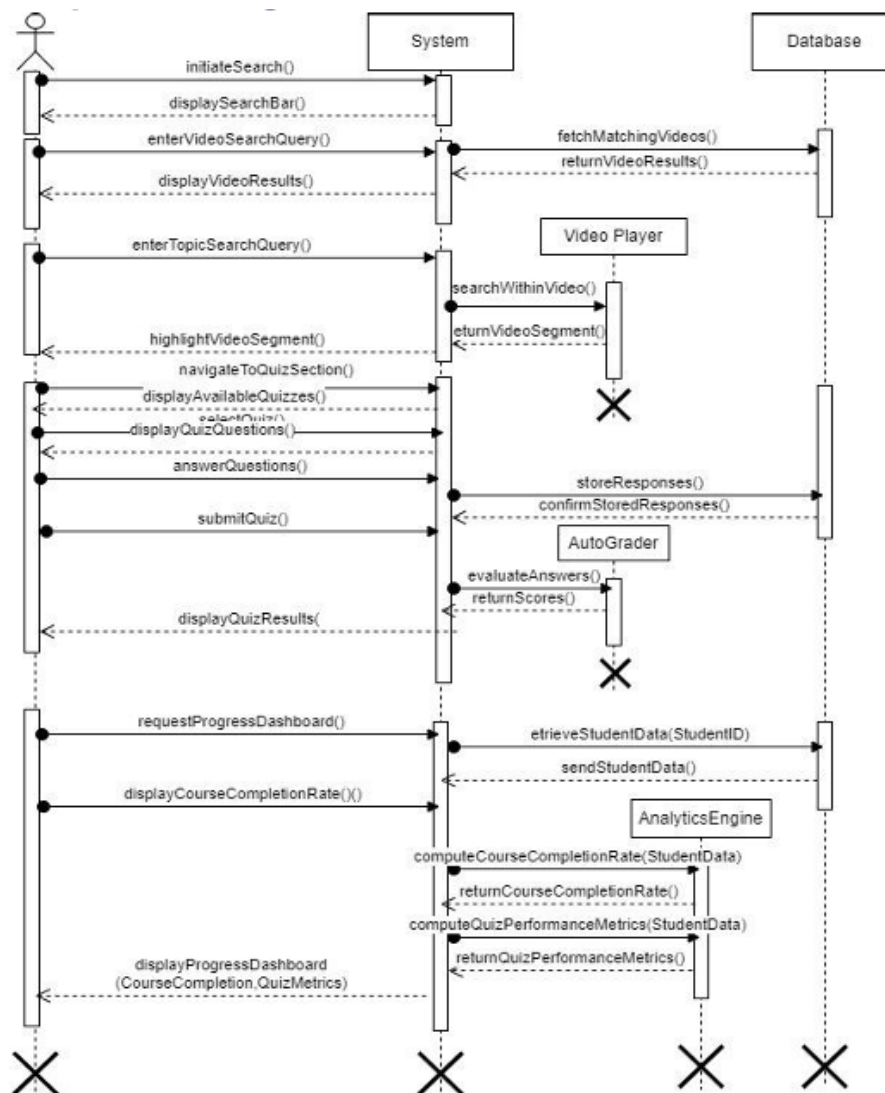 System
Database
initiateSearch()
displaySearchBar()
enterVideoSearchQuery()
fetchMatchingVideos()
returnVideoResults()
displayVideoResults()
Video Player
enterTopicSearchQuery()
searchWithinVideo()
eturnVideoSegment()
highlightVideoSegment()
navigateToQuizSection()
displayAvailableQuizzes()
selectQuiz()
displayQuizQuestions()
answerQuestions()
storeResponses()
confirmStoredResponses()
submitQuiz()
AutoGrader
evaluateAnswers()
returnScores()
displayQuizResults(
requestProgressDashboard()
etrieveStudentData(StudentID)
sendStudentData()
displayCourseCompletionRate()()
AnalyticsEngine
computeCourseCompletionRate(StudentData)
returnCourseCompletionRate()
computeQuizPerformanceMetrics(StudentData)
returnQuizPerformanceMetrics()
displayProgressDashboard
(CourseCompletion,QuizMetrics)